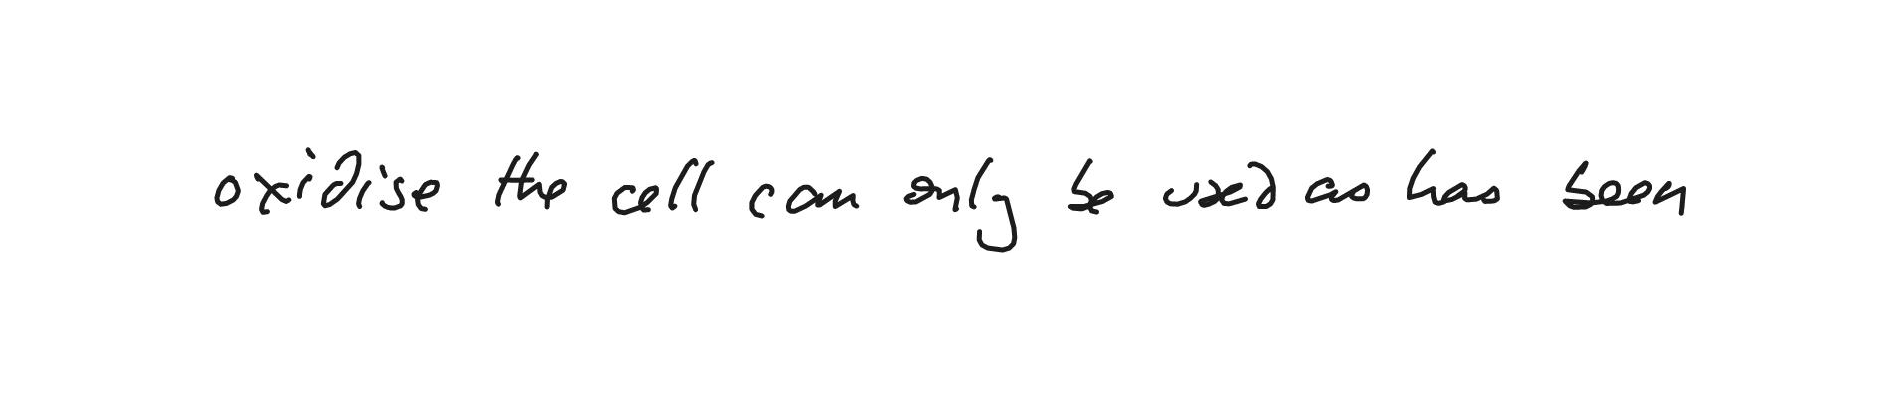 oxidise the cell can only be used as has been